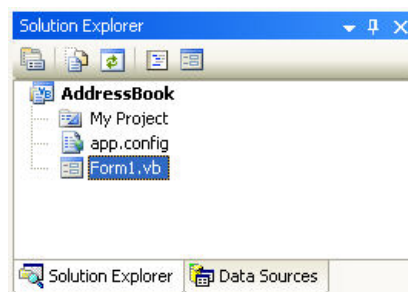 Solution Explorer
AddressBook
My Project
app.config
Form1.vb
Solution Explorer Data Sources